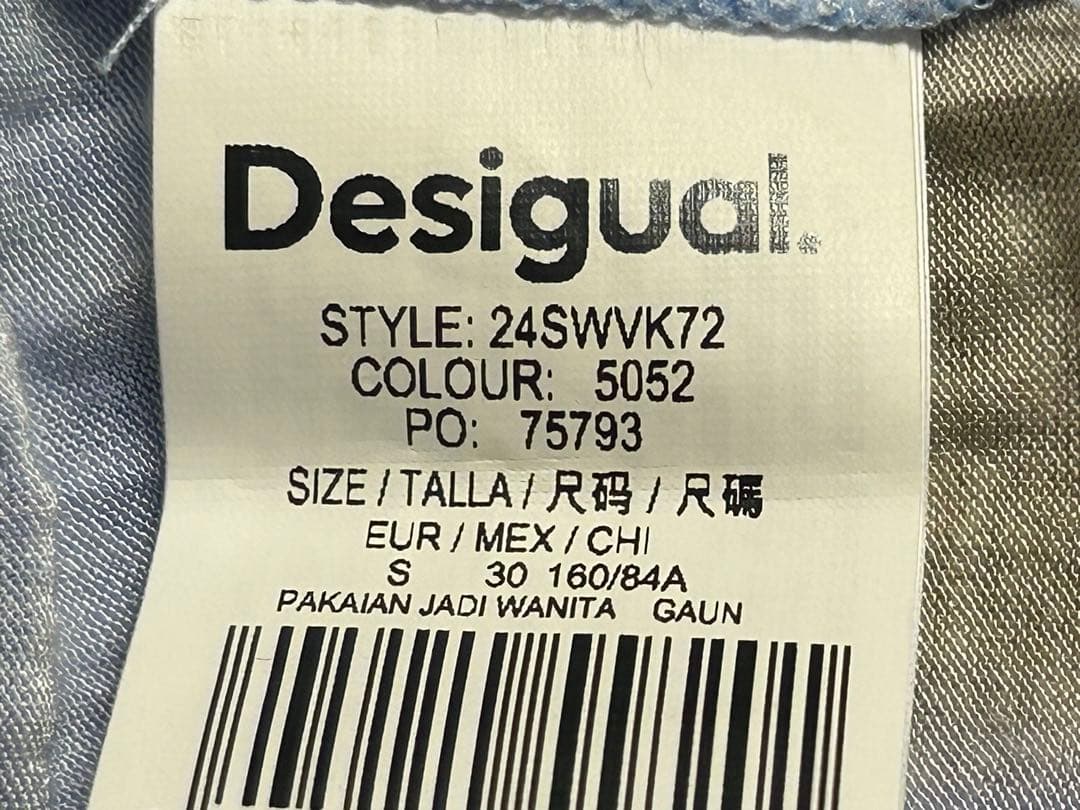 Desigual.
STYLE: 24SWVK72
COLOUR: 5052
PO: 75793
SIZE / TALLA / 尺码 / 尺碼
EUR / MEX / CHI
S 30 160/84A
PAKAIAN JADI WANITA GAUN